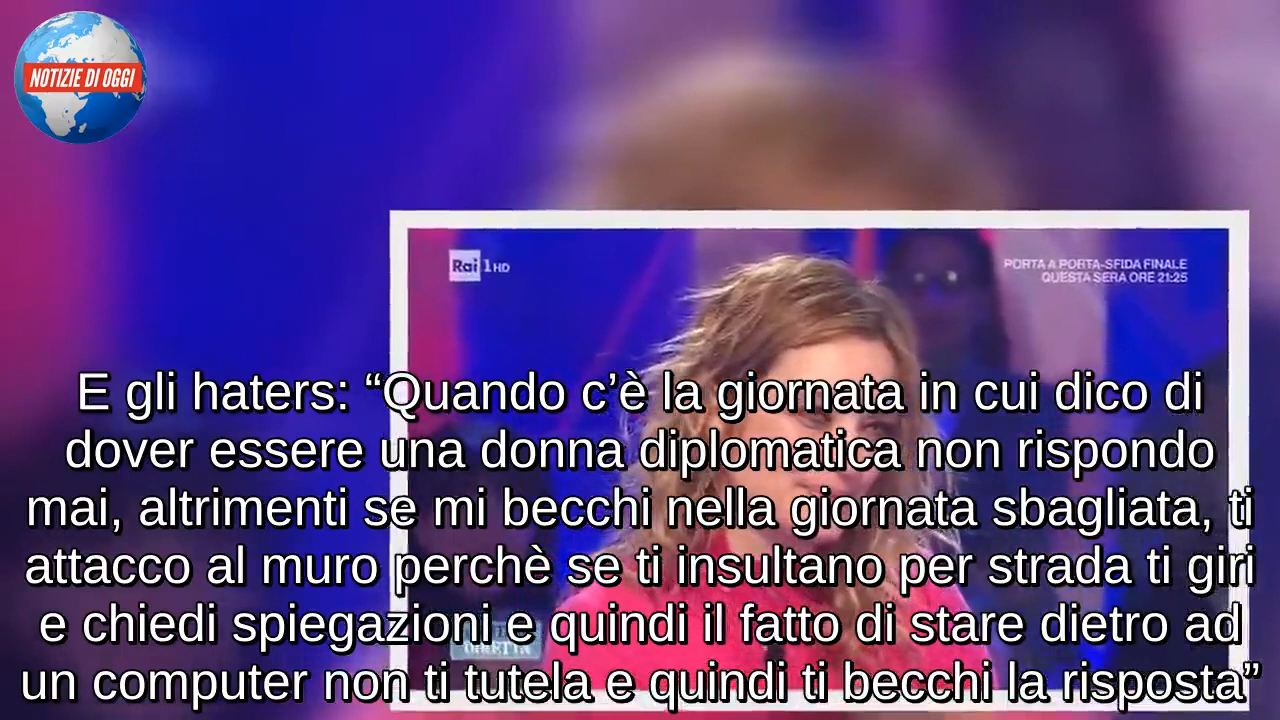 NOTIZIE DI OGGI
Rai 1 HD
PORTA A PORTA-SFIDA FINALE
QUESTA SERA ORE 21:25
E gli haters: “Quando c’è la giornata in cui dico di
dover essere una donna diplomatica non rispondo
mai, altrimenti se mi becchi nella giornata sbagliata, ti
attacco al muro perchè se ti insultano per strada ti giri
e chiedi spiegazioni e quindi il fatto di stare dietro ad
un computer non ti tutela e quindi ti becchi la risposta”
DIRETTA